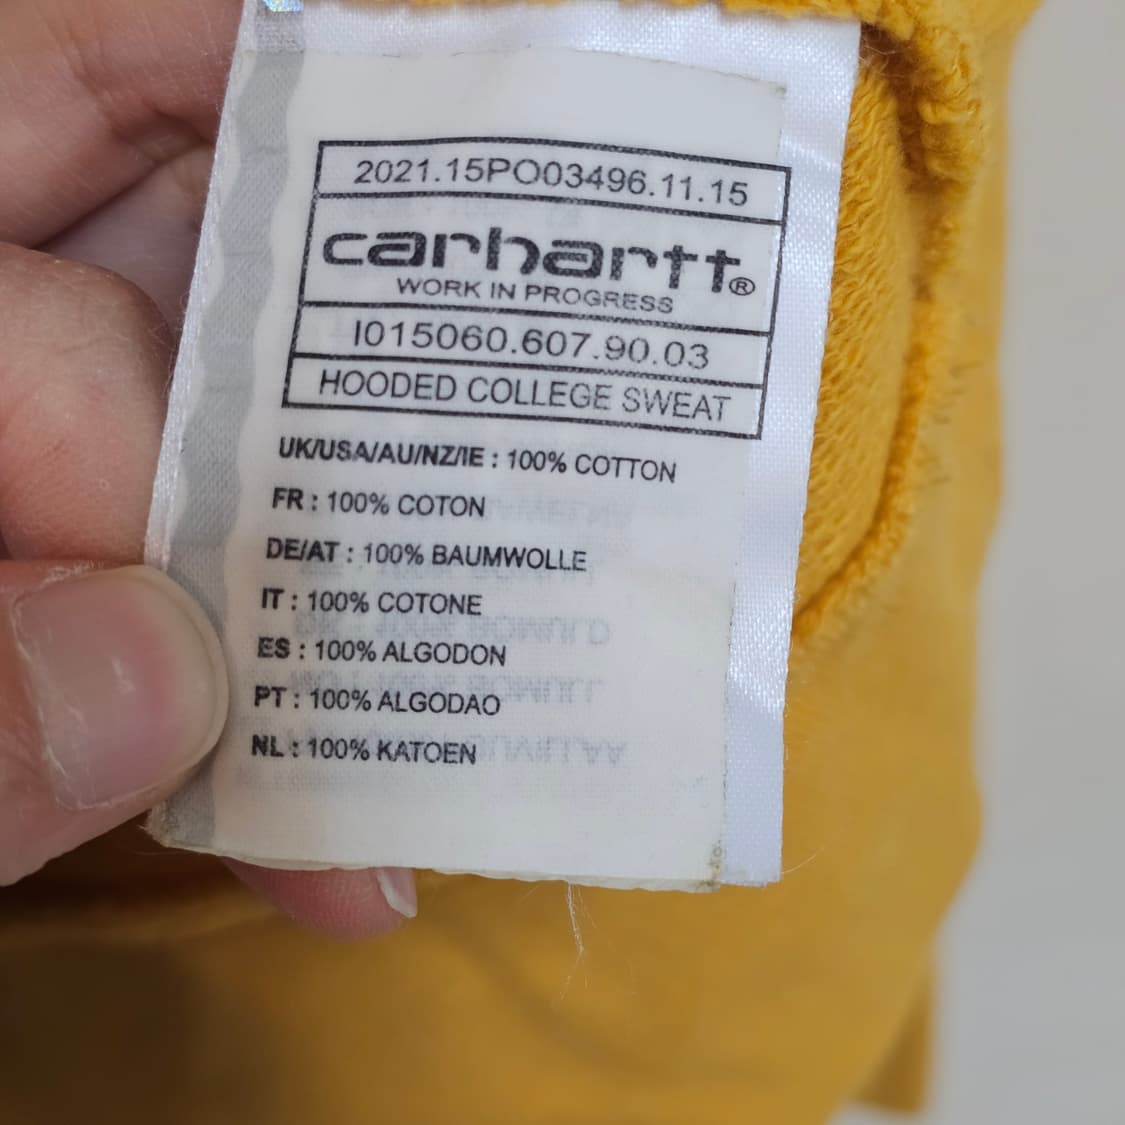 2021.15PO03496.11.15
carhartt®
WORK IN PROGRESS
I015060.607.90.03
HOODED COLLEGE SWEAT
UK/USA/AU/NZ/IE : 100% COTTON
FR : 100% COTON
DE/AT : 100% BAUMWOLLE
IT : 100% COTONE
ES : 100% ALGODON
PT : 100% ALGODAO
NL : 100% KATOEN